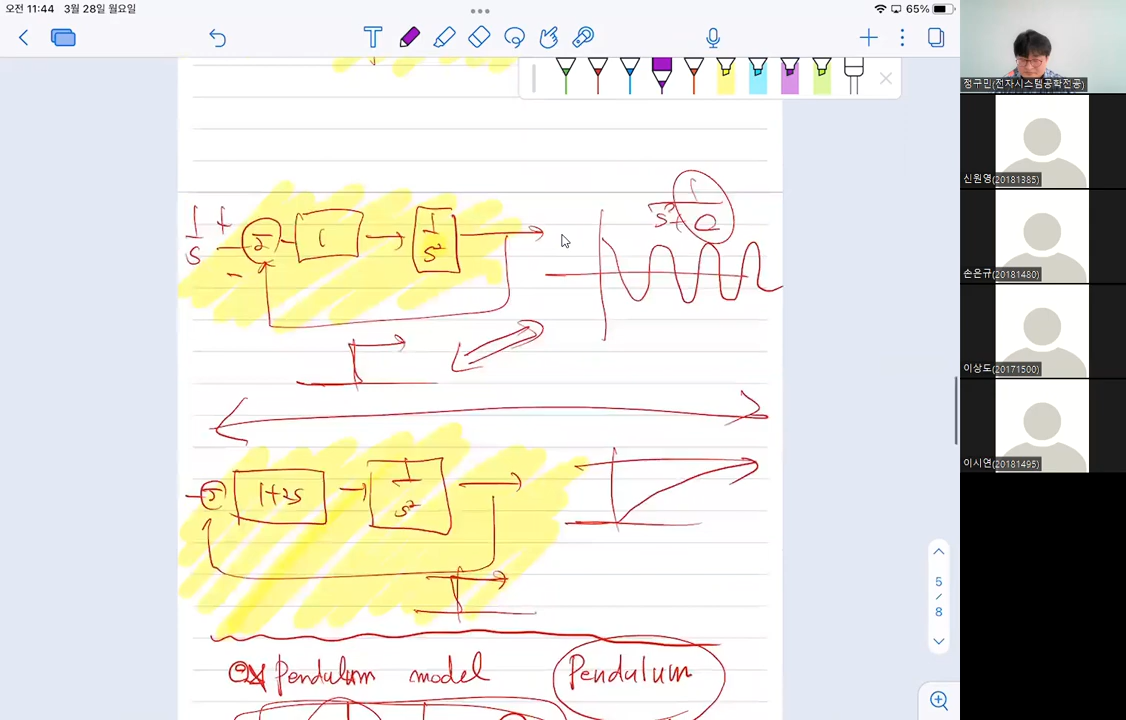 오전 11:44 3월 28일 월요일
65%
정구민(전자시스템공학전공)
신원영(20181385)
손은규(20181480)
이상도(20171500)
이시연(20181495)
1
s
+
Σ
1
1
s²
-
1
s²+
Σ
1+2s
1
s²
5
/
8
ex Pendulum model
Pendulum